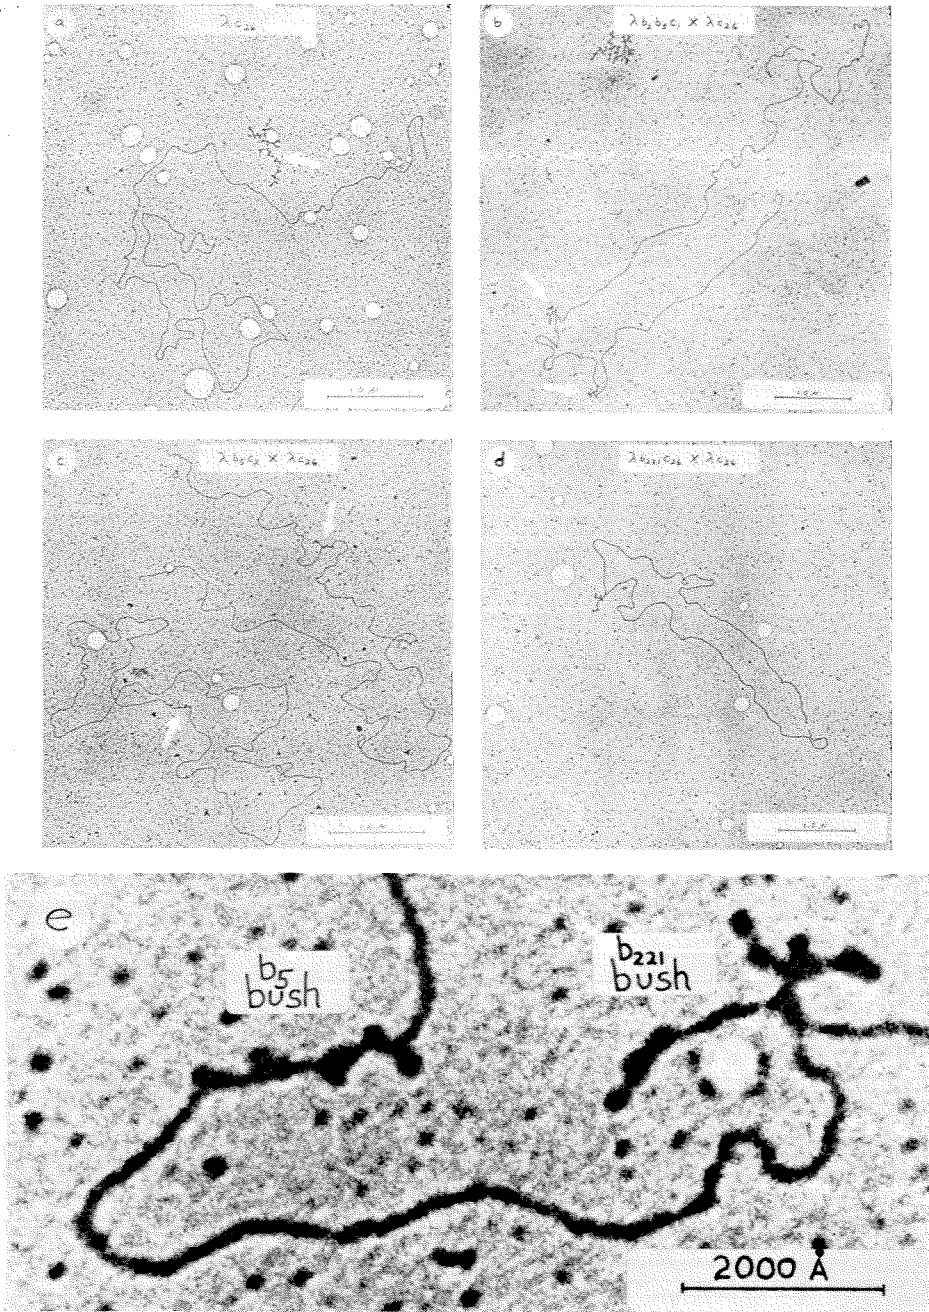 a
λc₂₆
b
λb₂b₅c₁ × λc₂₆
c
λb₅c₂ × λc₂₆
d
λb₂₂₁c₂₆ × λc₂₆
e
b₅
bush
b₂₂₁
bush
2000 Å